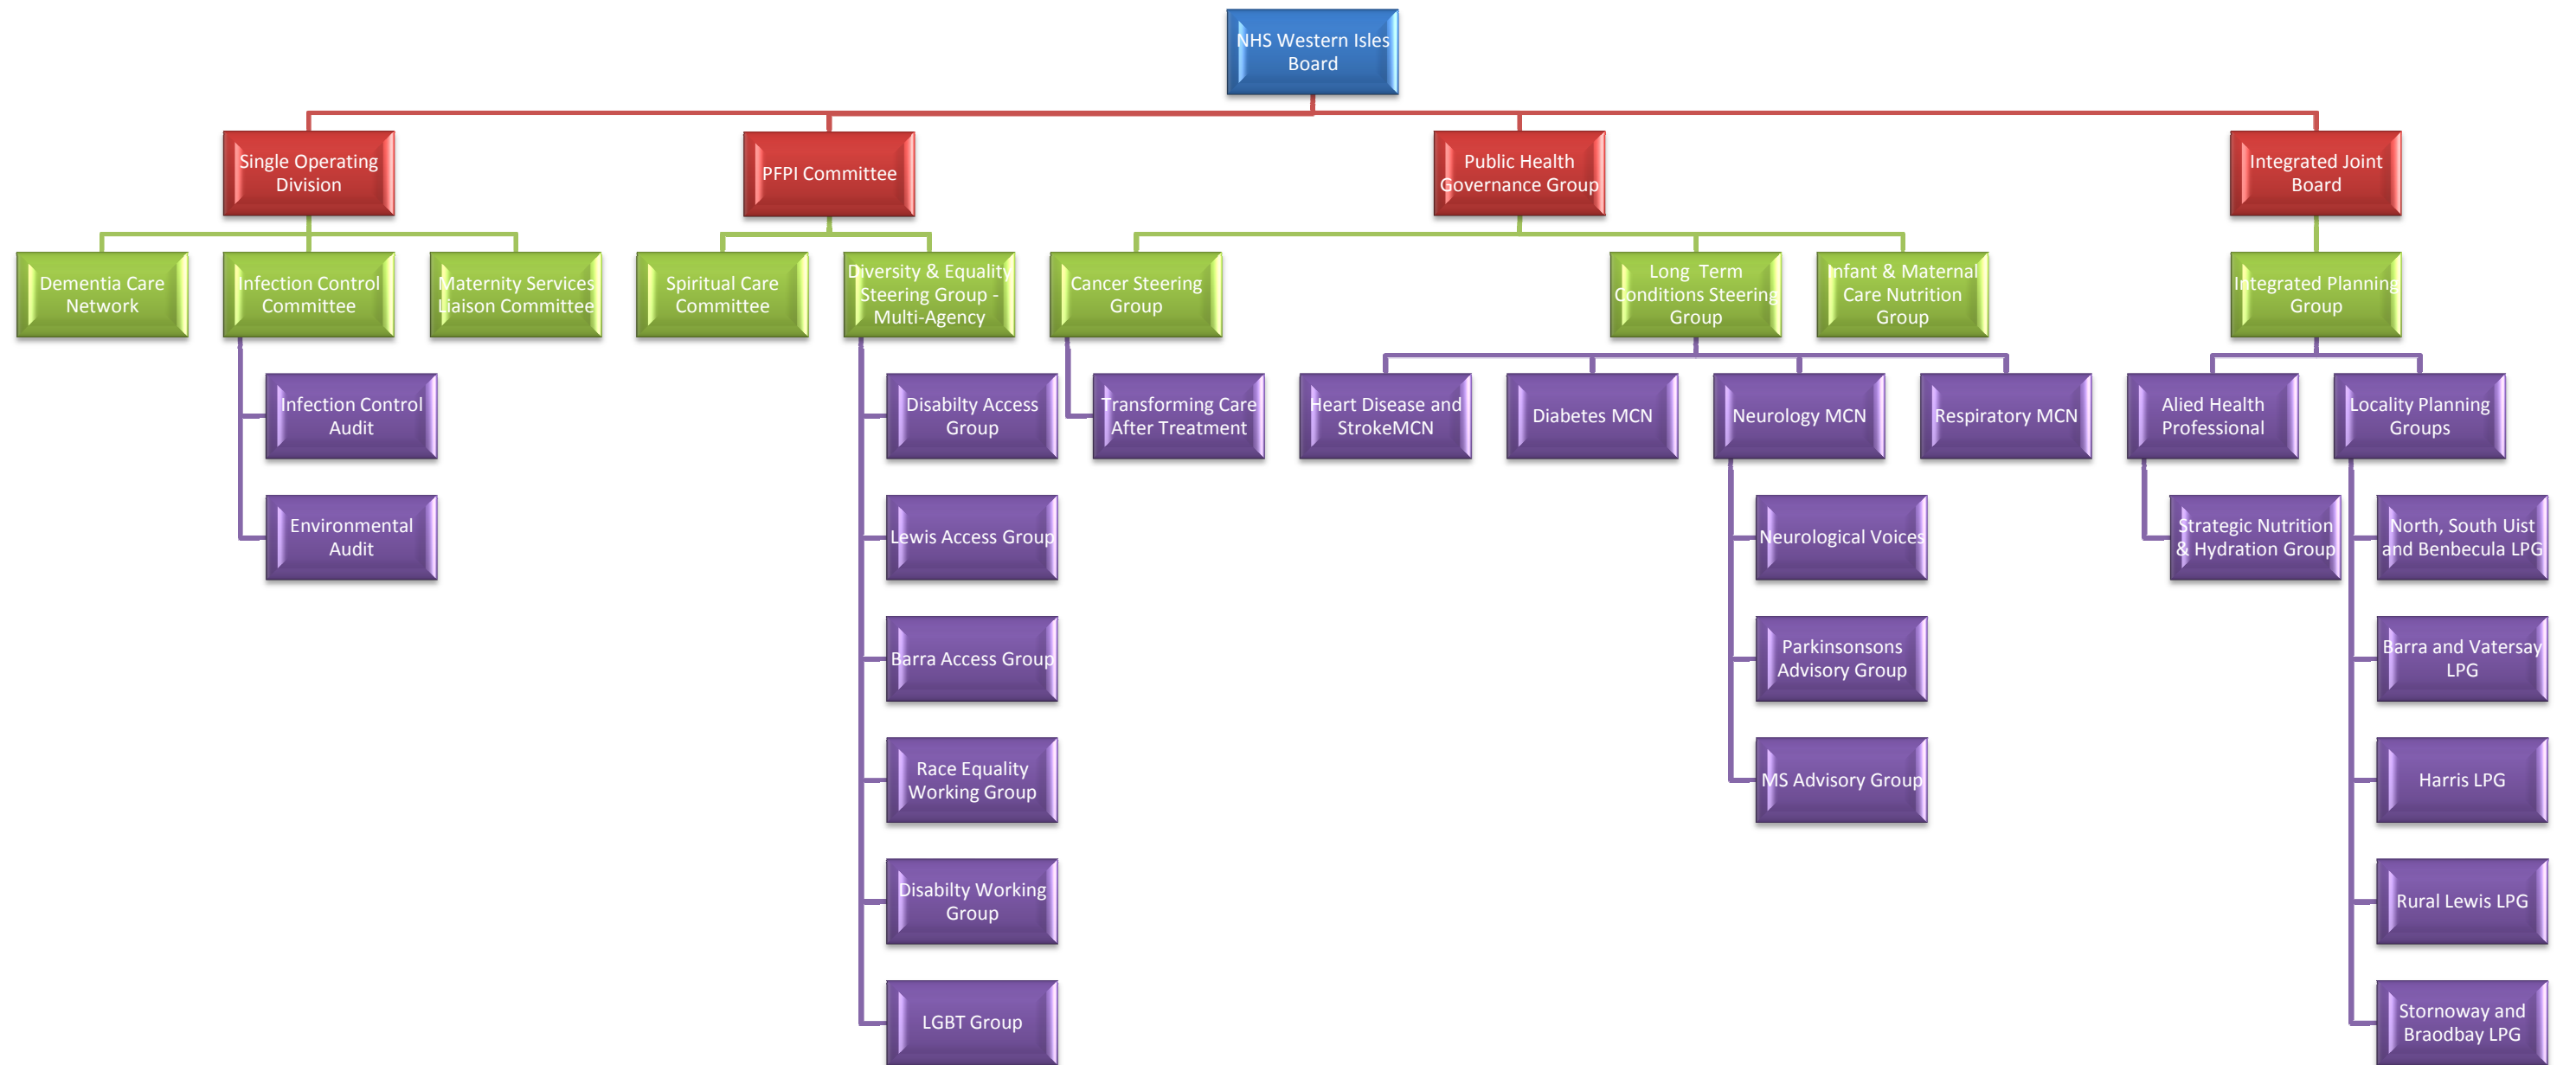 NHS Western Isles
Board
Single Operating
Division
PFPI Committee
Public Health
Governance Group
Integrated Joint
Board
Dementia Care
Network
Infection Control
Committee
Maternity Services
Liaison Committee
Spiritual Care
Committee
Diversity & Equality
Steering Group -
Multi-Agency
Cancer Steering
Group
Long Term
Conditions Steering
Group
Infant & Maternal
Care Nutrition
Group
Integrated Planning
Group
Infection Control
Audit
Disabilty Access
Group
Transforming Care
After Treatment
Heart Disease and
StrokeMCN
Diabetes MCN
Neurology MCN
Respiratory MCN
Alied Health
Professional
Locality Planning
Groups
Environmental
Audit
Lewis Access Group
Neurological Voices
Strategic Nutrition
& Hydration Group
North, South Uist
and Benbecula LPG
Barra Access Group
Parkinsonsons
Advisory Group
Barra and Vatersay
LPG
Race Equality
Working Group
MS Advisory Group
Harris LPG
Disabilty Working
Group
Rural Lewis LPG
LGBT Group
Stornoway and
Braodbay LPG